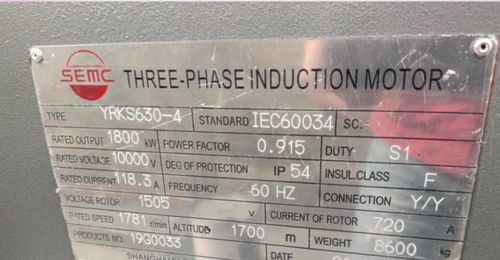 SEMC THREE-PHASE INDUCTION MOTOR
TYPE YRKS630-4 STANDARD IEC60034 SC.
RATED OUTPUT 1800 kW POWER FACTOR 0.915 DUTY S1
RATED VOLTAGE 10000 V DEG OF PROTECTION IP 54 INSUL.CLASS F
RATED CURRENT 118.3 A FREQUENCY 60 HZ CONNECTION Y/Y
VOLTAGE ROTOR 1505 V CURRENT OF ROTOR 720 A
RATED SPEED 1781 r/min ALTITUDE 1700 m WEIGHT 8600 kg
PRODUCTS NO. 19G0033 DATE